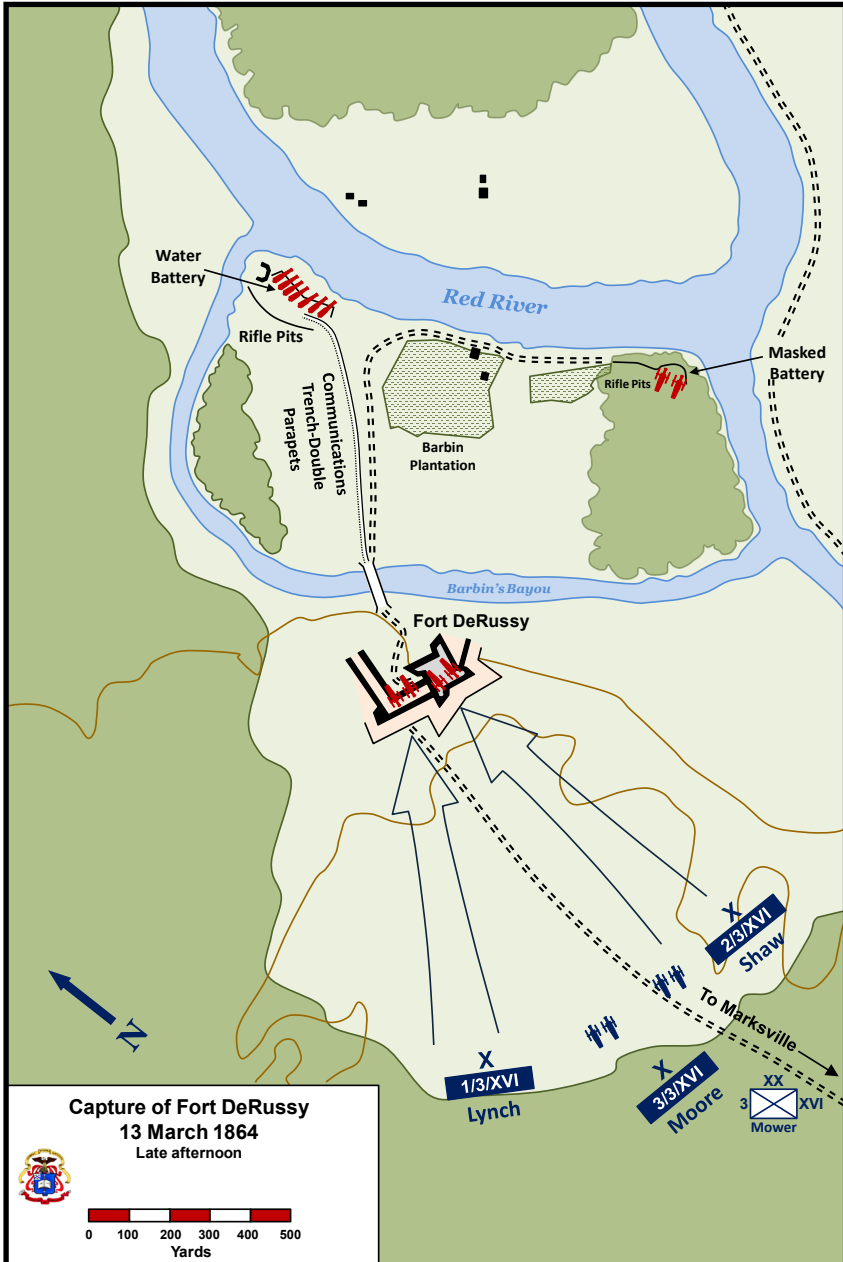 Water
Battery
Red River
Rifle Pits
Masked
Battery
Rifle Pits
Communications
Trench-Double
Parapets
Barbin
Plantation
Barbin's Bayou
Fort DeRussy
X
2/3/XVI
Shaw
N
To Marksville
X
1/3/XVI
Lynch
X
3/3/XVI
Moore
XX
3 XVI
Mower
Capture of Fort DeRussy
13 March 1864
Late afternoon
0 100 200 300 400 500
Yards